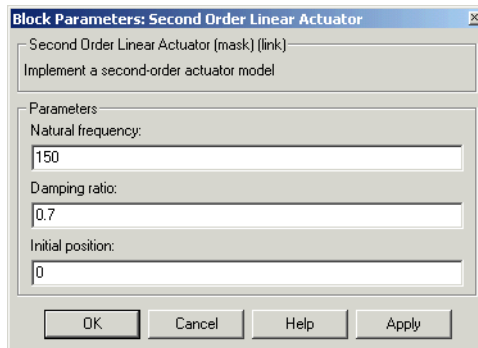 Block Parameters: Second Order Linear Actuator
Second Order Linear Actuator (mask) (link)
Implement a second-order actuator model
Parameters
Natural frequency:
150
Damping ratio:
0.7
Initial position:
0
OK Cancel Help Apply